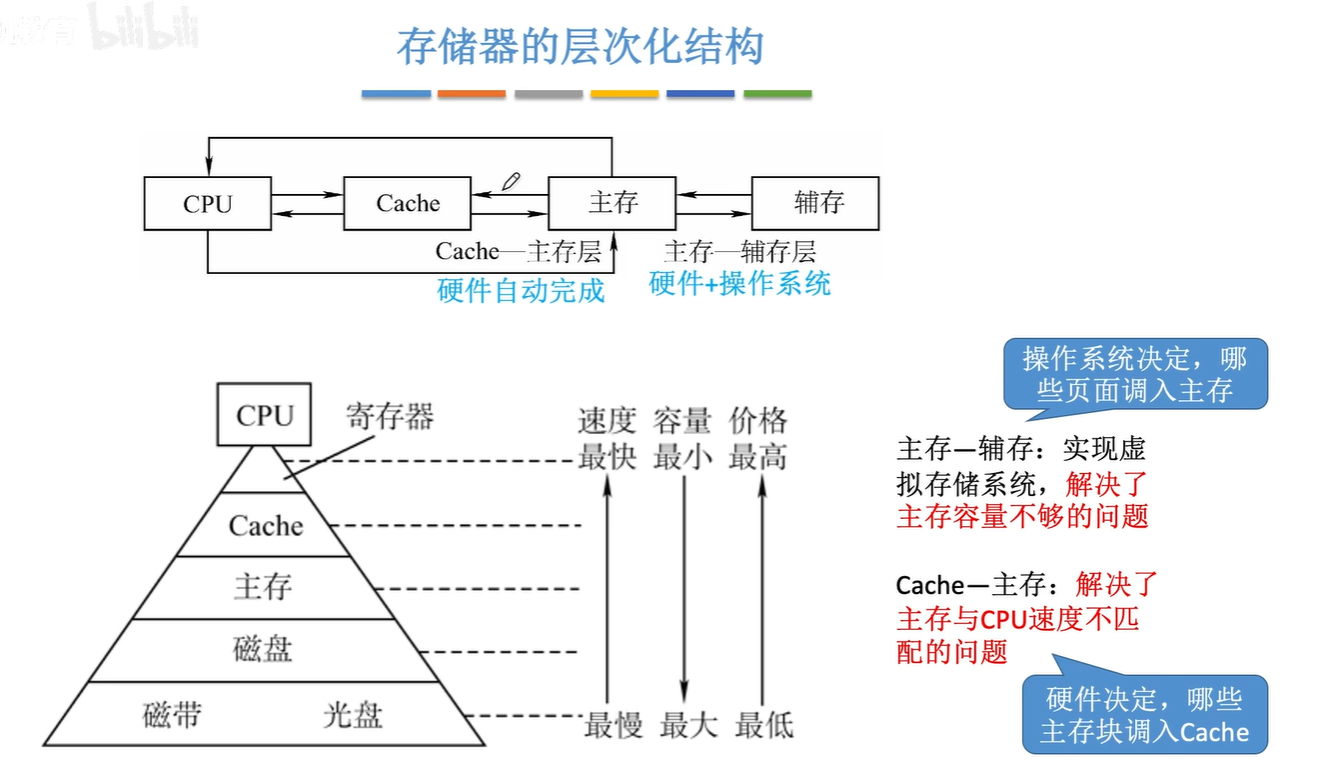 教育 bilibili
存储器的层次化结构
CPU
Cache
主存
辅存
Cache—主存层
主存—辅存层
硬件自动完成
硬件+操作系统
CPU
寄存器
Cache
主存
磁盘
磁带 光盘
速度 容量 价格
最快 最小 最高
最慢 最大 最低
操作系统决定，哪
些页面调入主存
主存—辅存：实现虚
拟存储系统，解决了
主存容量不够的问题
Cache—主存：解决了
主存与CPU速度不匹
配的问题
硬件决定，哪些
主存块调入Cache